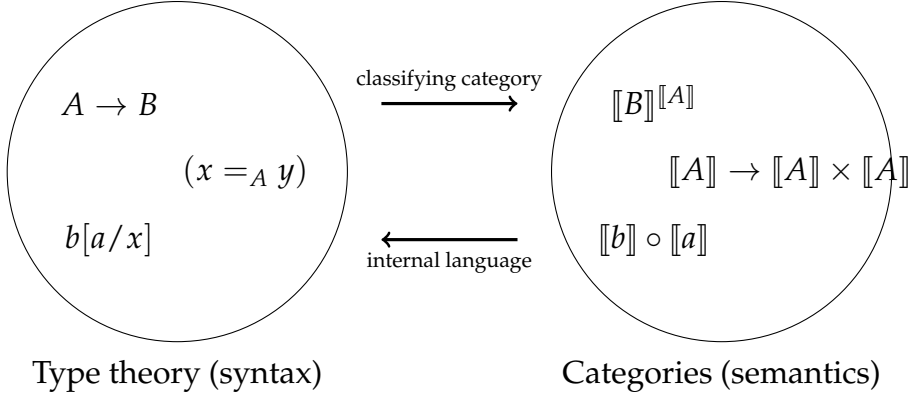 classifying category
A → B
⟦B⟧^⟦A⟧
(x =_A y)
⟦A⟧ → ⟦A⟧ × ⟦A⟧
b[a/x]
⟦b⟧ ∘ ⟦a⟧
internal language
Type theory (syntax)
Categories (semantics)